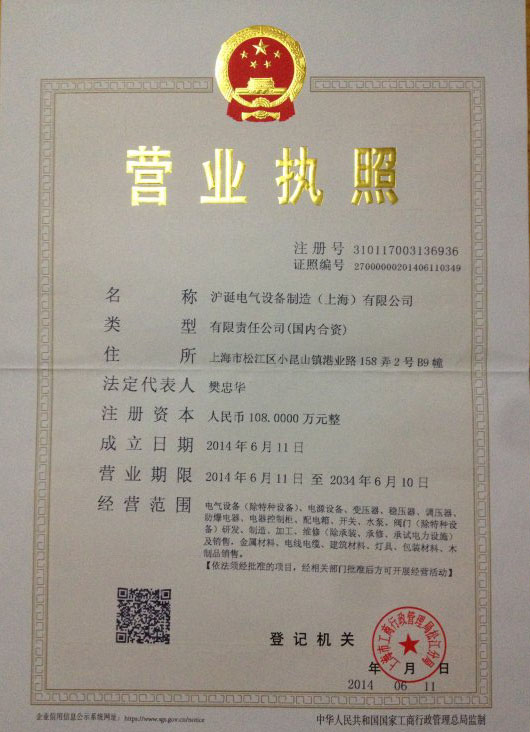 营业执照
注册号 310117003136936
证照编号 27000000201406110349
名称 沪诞电气设备制造（上海）有限公司
类型 有限责任公司(国内合资)
住所 上海市松江区小昆山镇港业路158弄2号B9幢
法定代表人 樊忠华
注册资本 人民币108.0000万元整
成立日期 2014年6月11日
营业期限 2014年6月11日 至 2034年6月10日
经营范围 电气设备（除特种设备）、电源设备、变压器、稳压器、调压器、
防爆电器、电器控制柜、配电箱、开关、水泵、阀门（除特种设
备）研发、制造、加工、维修（除承装、承修、承试电力设施）
及销售，金属材料、电线电缆、建筑材料、灯具、包装材料、木
制品销售。
【依法须经批准的项目，经相关部门批准后方可开展经营活动】
登记机关
上海市工商行政管理局松江分局
年 月 日
2014 06 11
企业信用信息公示系统网址： https://www.sgs.gov.cn/notice
中华人民共和国国家工商行政管理总局监制